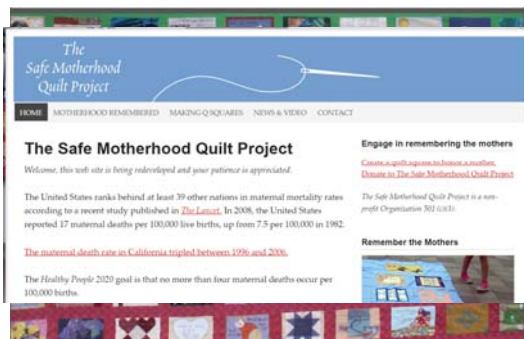 The
Safe Motherhood
Quilt Project
HOME MOTHERHOOD REMEMBERED MAKING Q SQUARES NEWS & VIDEO CONTACT
The Safe Motherhood Quilt Project
Welcome, this web site is being redeveloped and your patience is appreciated.
The United States ranks behind at least 39 other nations in maternal mortality rates
according to a recent study published in The Lancet. In 2008, the United States
reported 17 maternal deaths per 100,000 live births, up from 7.5 per 100,000 in 1982.
The maternal death rate in California tripled between 1996 and 2006.
The Healthy People 2020 goal is that no more than four maternal deaths occur per
100,000 births.
Engage in remembering the mothers
Create a quilt square to honor a mother.
Donate to The Safe Motherhood Quilt Project
The Safe Motherhood Quilt Project is a non-
profit Organization 501 (c)(3).
Remember the Mothers